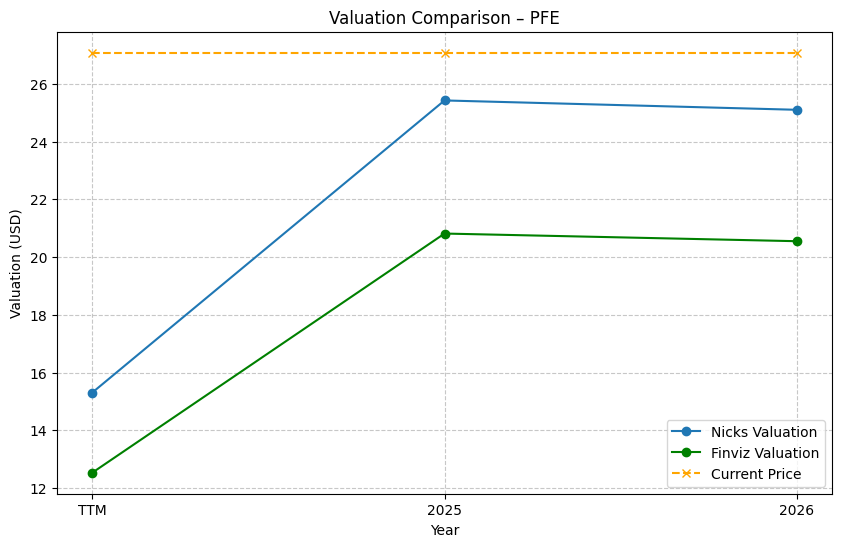 Valuation Comparison – PFE
Valuation (USD)
26
24
22
20
18
16
14
12
TTM
2025
2026
Year
Nicks Valuation
Finviz Valuation
Current Price